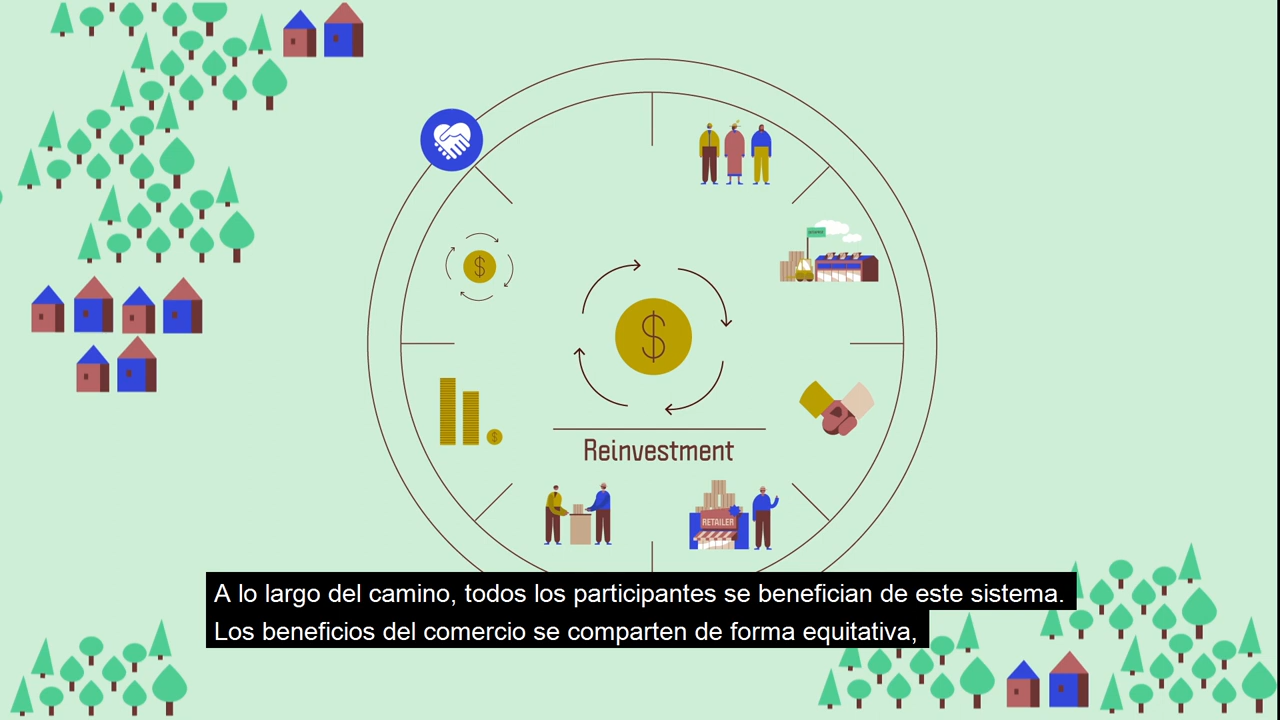 $
$
Reinvestment
$
RETAILER
A lo largo del camino, todos los participantes se benefician de este sistema.
Los beneficios del comercio se comparten de forma equitativa,